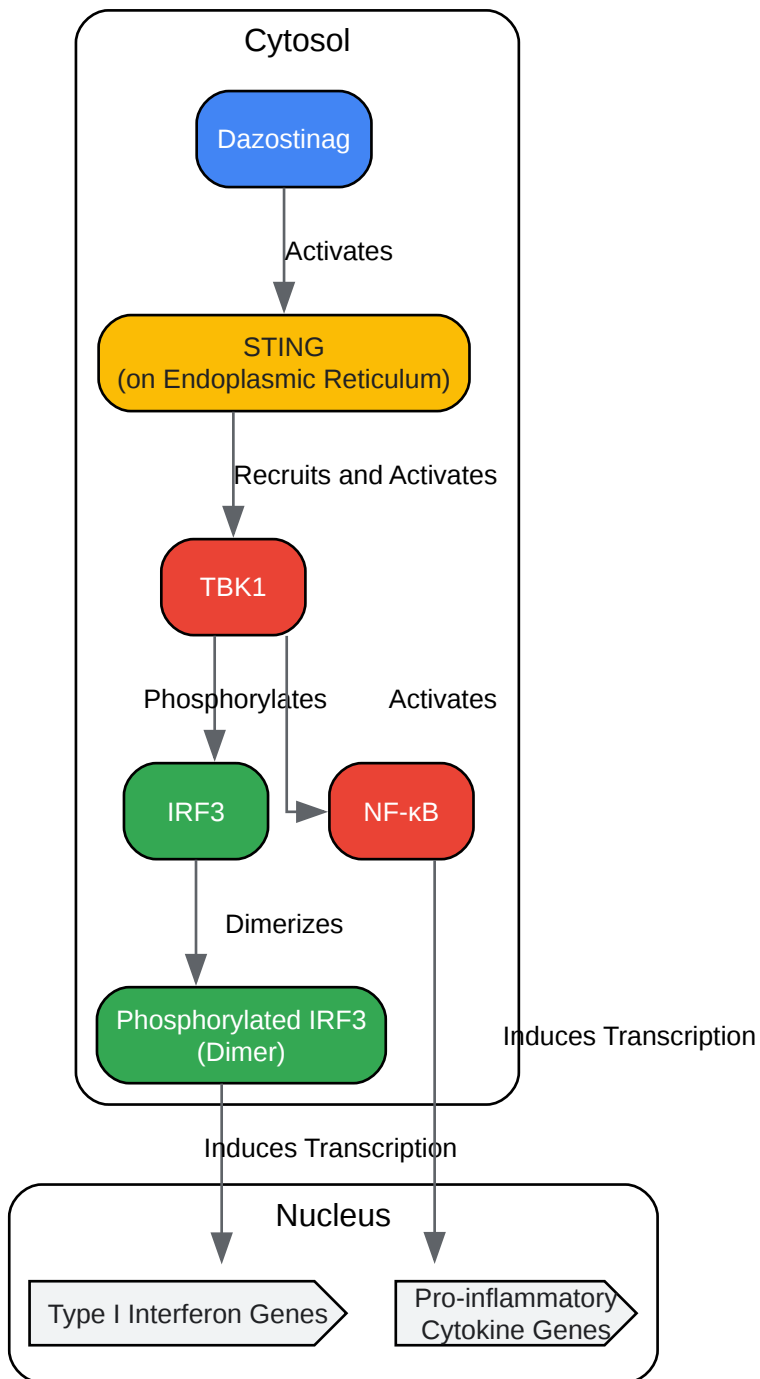 Cytosol
Dazostinag
Activates
STING
(on Endoplasmic Reticulum)
Recruits and Activates
TBK1
Phosphorylates
Activates
IRF3
NF-κB
Dimerizes
Phosphorylated IRF3
(Dimer)
Induces Transcription
Induces Transcription
Nucleus
Type I Interferon Genes
Pro-inflammatory
Cytokine Genes